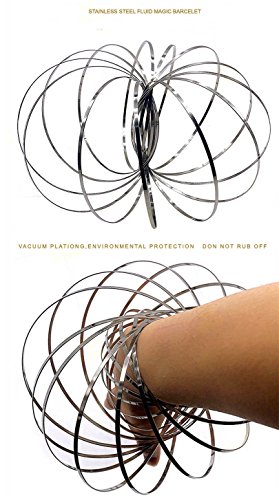 STAINLESS STEEL FLUID MAGIC BARCELET
VACUUM PLATIONG,ENVIRONMENTAL PROTECTION DON NOT RUB OFF